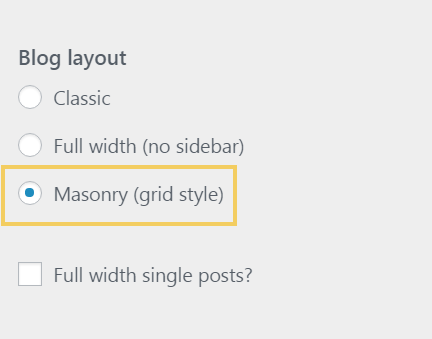 Blog layout
Classic
Full width (no sidebar)
Masonry (grid style)
Full width single posts?